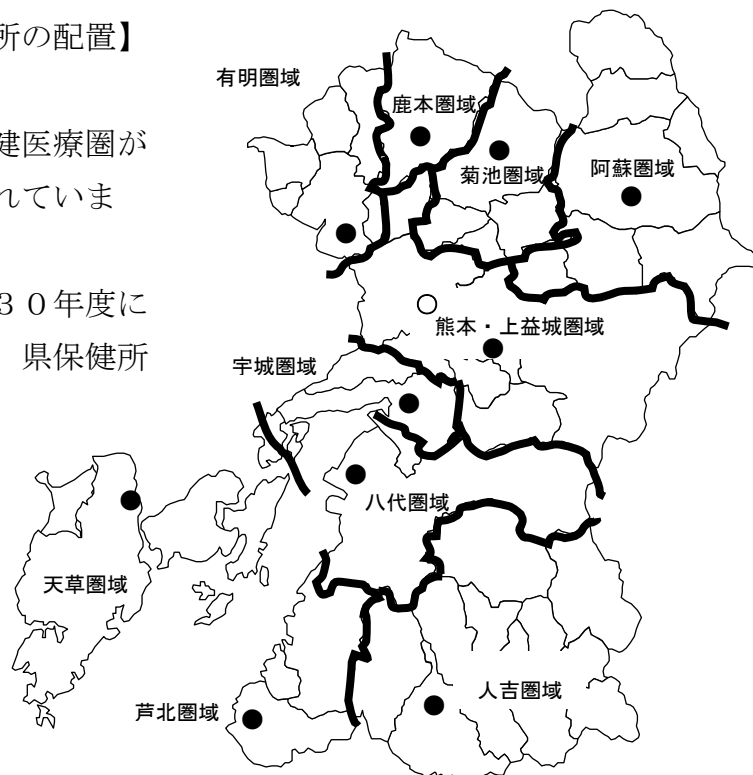 所の配置】
健医療圏が
れていま
３０年度に
県保健所
有明圏域
鹿本圏域
菊池圏域
阿蘇圏域
熊本・上益城圏域
宇城圏域
八代圏域
天草圏域
芦北圏域
人吉圏域